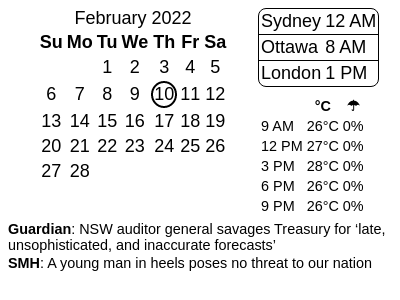 February 2022
Su Mo Tu We Th Fr Sa
1 2 3 4 5
6 7 8 9 10 11 12
13 14 15 16 17 18 19
20 21 22 23 24 25 26
27 28
Sydney 12 AM
Ottawa 8 AM
London 1 PM
°C ☂
9 AM 26°C 0%
12 PM 27°C 0%
3 PM 28°C 0%
6 PM 26°C 0%
9 PM 26°C 0%
Guardian: NSW auditor general savages Treasury for ‘late,
unsophisticated, and inaccurate forecasts’
SMH: A young man in heels poses no threat to our nation